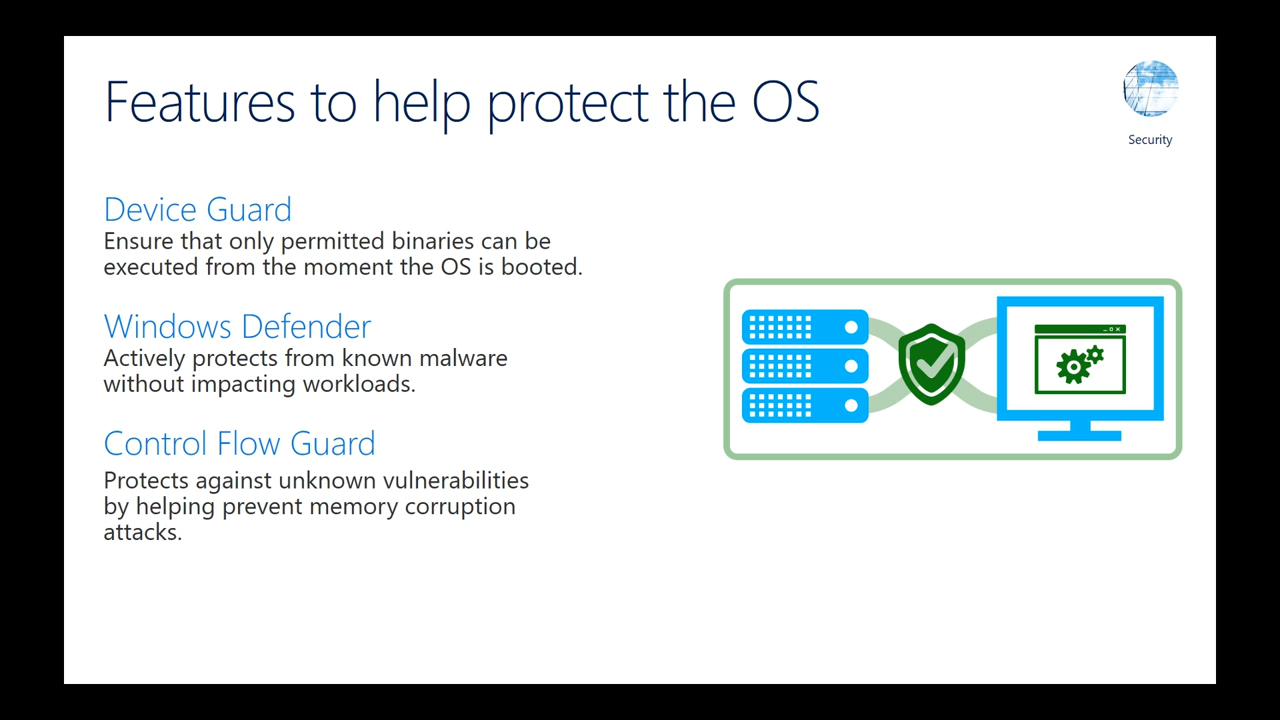 Features to help protect the OS
Security
Device Guard
Ensure that only permitted binaries can be
executed from the moment the OS is booted.
Windows Defender
Actively protects from known malware
without impacting workloads.
Control Flow Guard
Protects against unknown vulnerabilities
by helping prevent memory corruption
attacks.